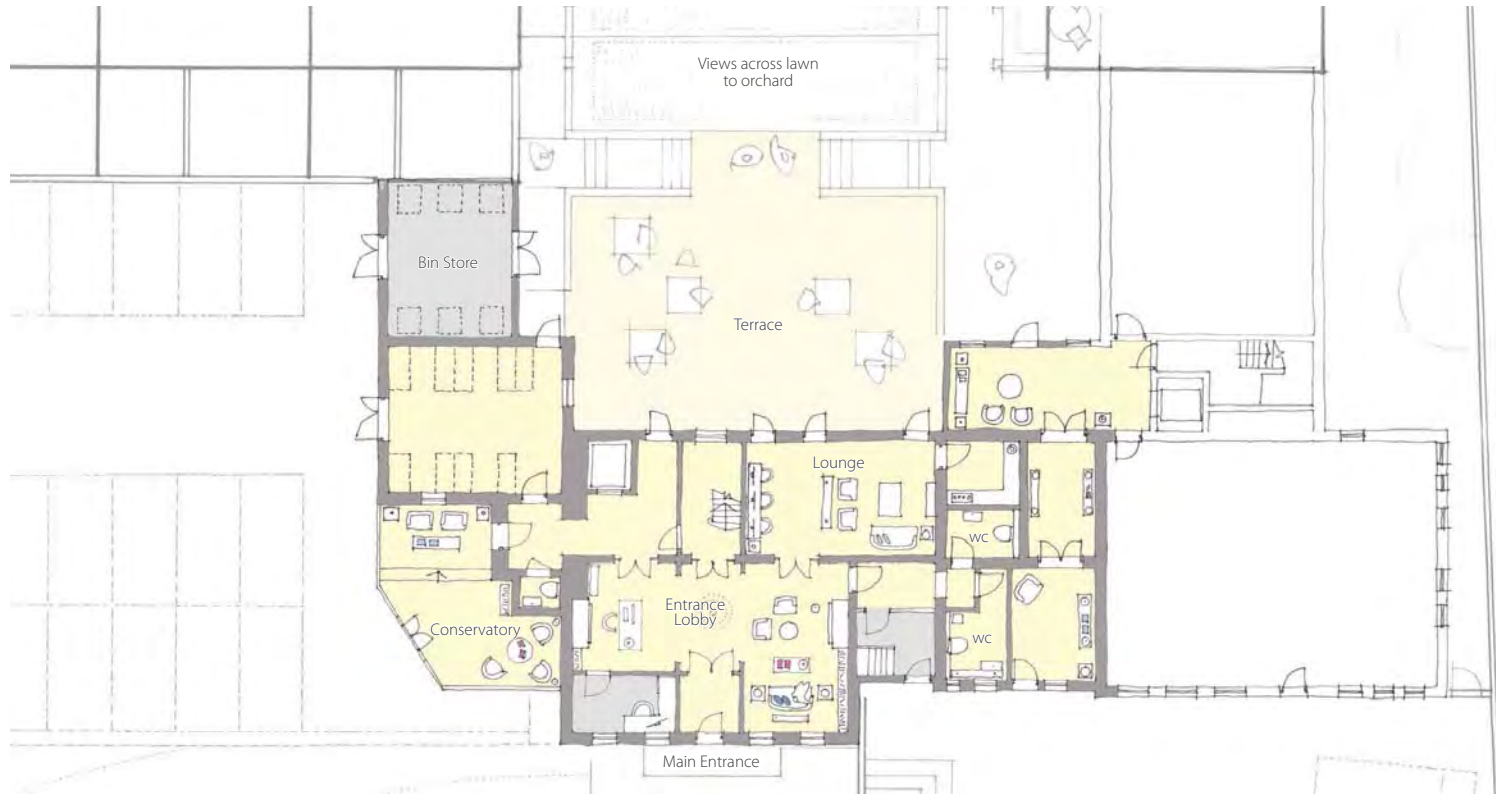 Views across lawn
to orchard
Bin Store
Terrace
Lounge
WC
Entrance
Lobby
Conservatory
WC
Main Entrance